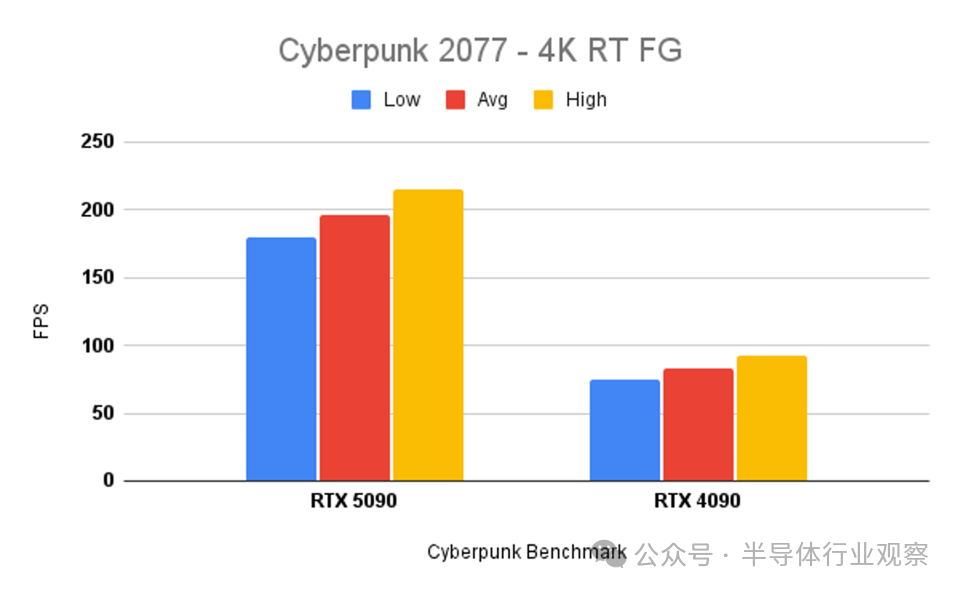 Cyberpunk 2077 - 4K RT FG
Low Avg High
250
200
150
100
50
0
FPS
RTX 5090 RTX 4090
Cyberpunk Benchmark
公众号 · 半导体行业观察